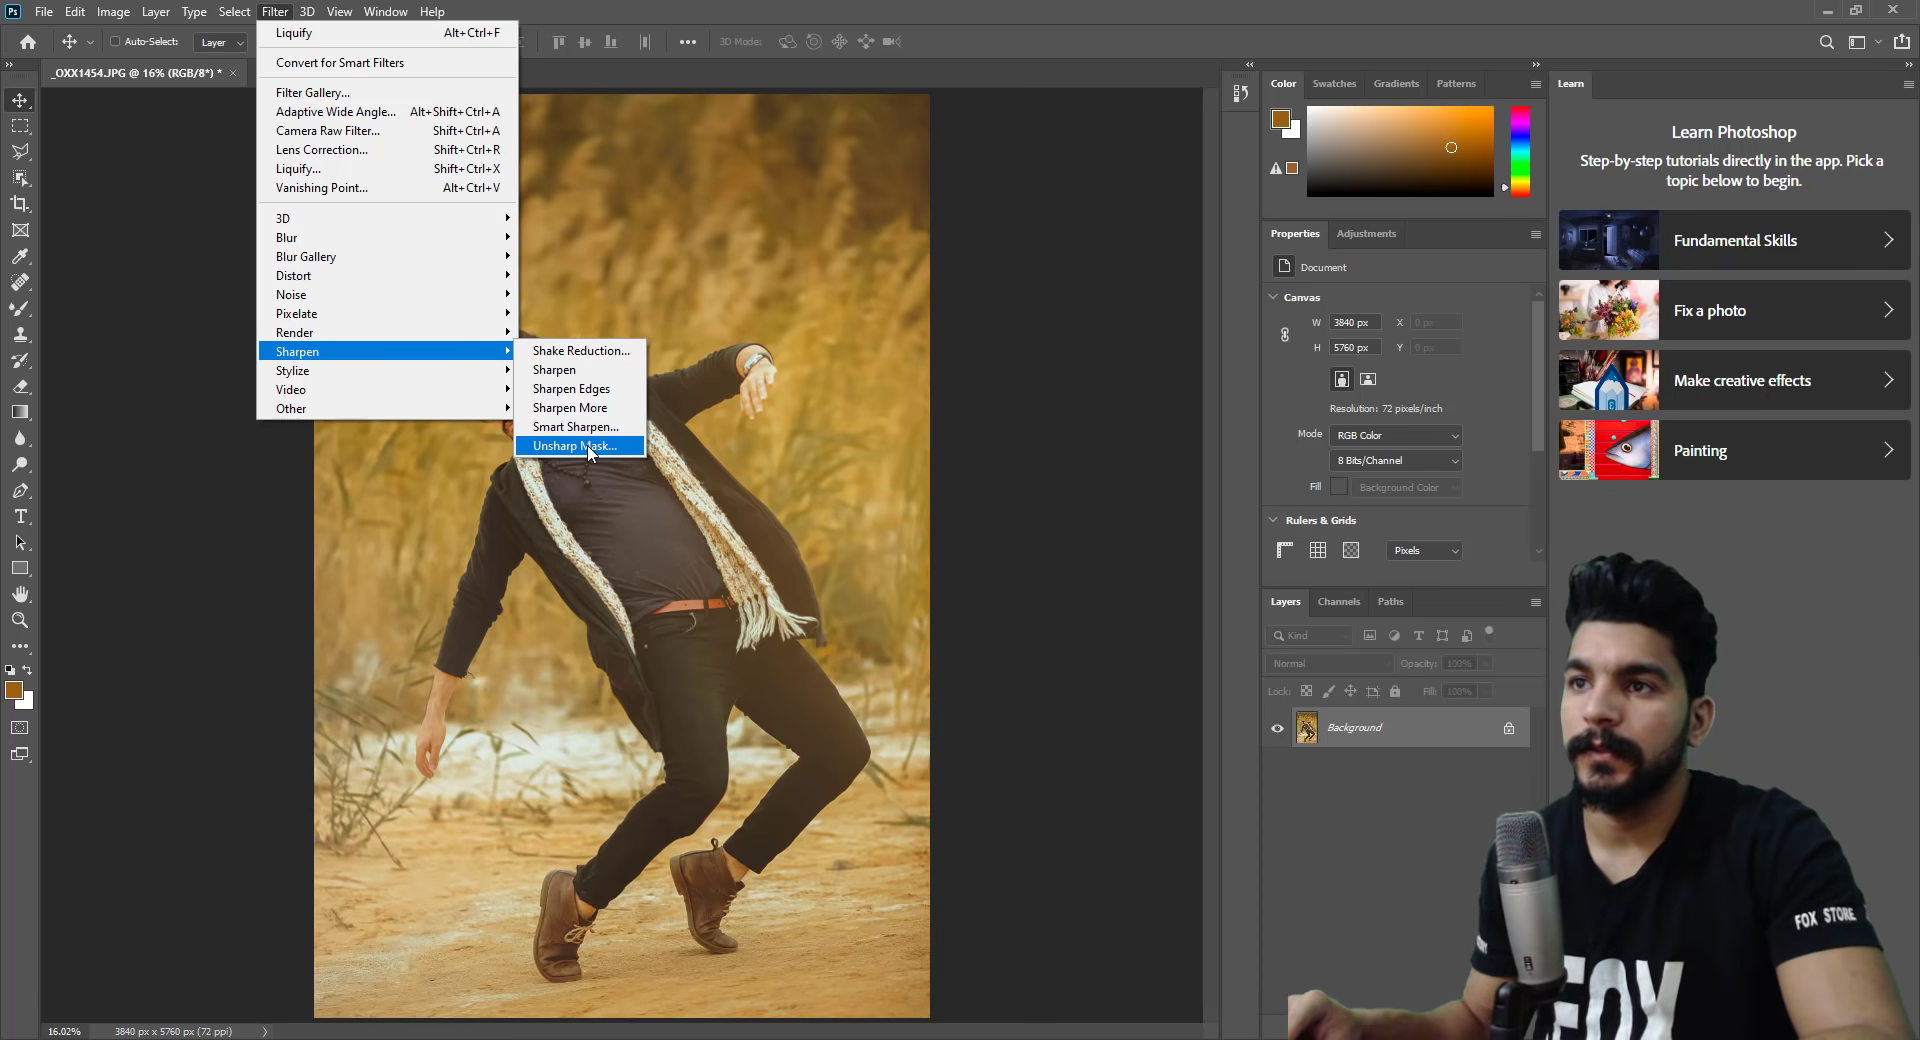 Ps File Edit Image Layer Type Select Filter 3D View Window Help
Auto-Select: Layer
3D Mode:
_OXX1454.JPG @ 16% (RGB/8*) * ×
Liquify Alt+Ctrl+F
Convert for Smart Filters
Filter Gallery...
Adaptive Wide Angle... Alt+Shift+Ctrl+A
Camera Raw Filter... Shift+Ctrl+A
Lens Correction... Shift+Ctrl+R
Liquify... Shift+Ctrl+X
Vanishing Point... Alt+Ctrl+V
3D
Blur
Blur Gallery
Distort
Noise
Pixelate
Render
Sharpen
Stylize
Video
Other
Shake Reduction...
Sharpen
Sharpen Edges
Sharpen More
Smart Sharpen...
Unsharp Mask...
Color Swatches Gradients Patterns
Properties Adjustments
Document
Canvas
W 3840 px X 0 px
H 5760 px Y 0 px
Resolution: 72 pixels/inch
Mode RGB Color
8 Bits/Channel
Fill Background Color
Rulers & Grids
Pixels
Layers Channels Paths
Kind
Normal Opacity: 100%
Lock: Fill: 100%
Background
Learn
Learn Photoshop
Step-by-step tutorials directly in the app. Pick a
topic below to begin.
Fundamental Skills
Fix a photo
Make creative effects
Painting
FOX STORE
FOX
16.02% 3840 px x 5760 px (72 ppi)